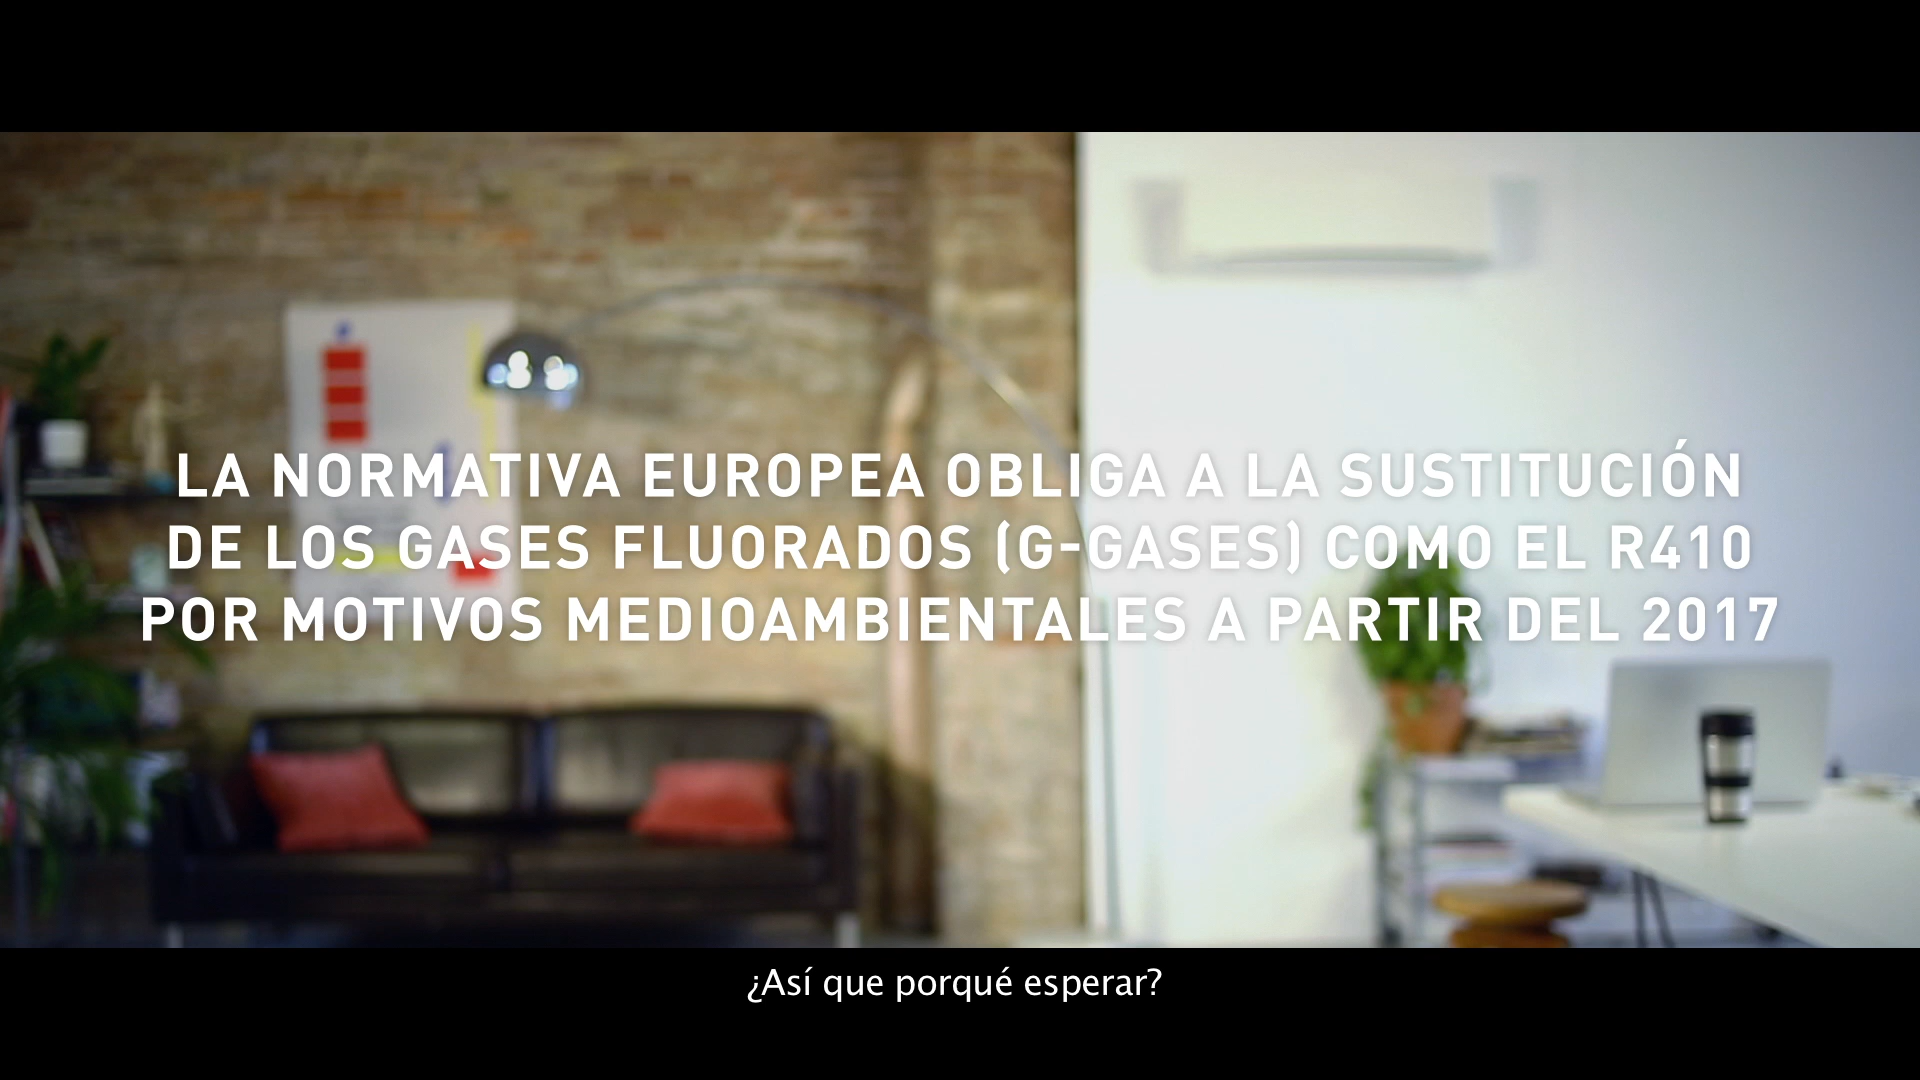 LA NORMATIVA EUROPEA OBLIGA A LA SUSTITUCIÓN
DE LOS GASES FLUORADOS (G-GASES) COMO EL R410
POR MOTIVOS MEDIOAMBIENTALES A PARTIR DEL 2017
¿Así que porqué esperar?